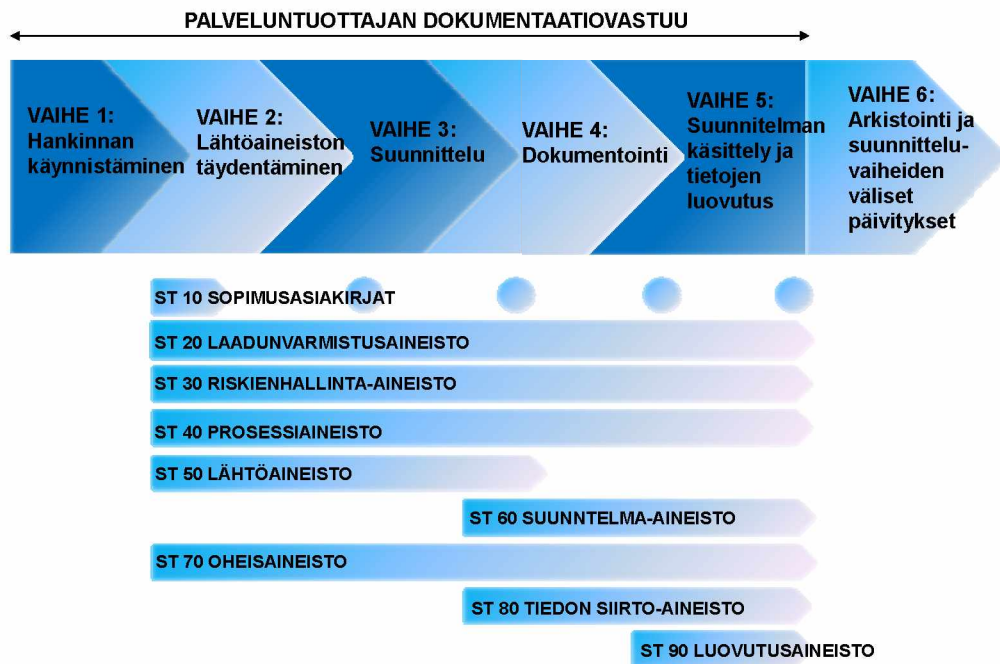 PALVELUNTUOTTAJAN DOKUMENTAATIOVASTUU
VAIHE 1:
Hankinnan
käynnistäminen
VAIHE 2:
Lähtöaineiston
täydentäminen
VAIHE 3:
Suunnittelu
VAIHE 4:
Dokumentointi
VAIHE 5:
Suunnitelman
käsittely ja
tietojen
luovutus
VAIHE 6:
Arkistointi ja
suunnittelu-
vaiheiden
väliset
päivitykset
ST 10 SOPIMUSASIAKIRJAT
ST 20 LAADUNVARMISTUSAINEISTO
ST 30 RISKIENHALLINTA-AINEISTO
ST 40 PROSESSIAINEISTO
ST 50 LÄHTÖAINEISTO
ST 60 SUUNNTELMA-AINEISTO
ST 70 OHEISAINEISTO
ST 80 TIEDON SIIRTO-AINEISTO
ST 90 LUOVUTUSAINEISTO